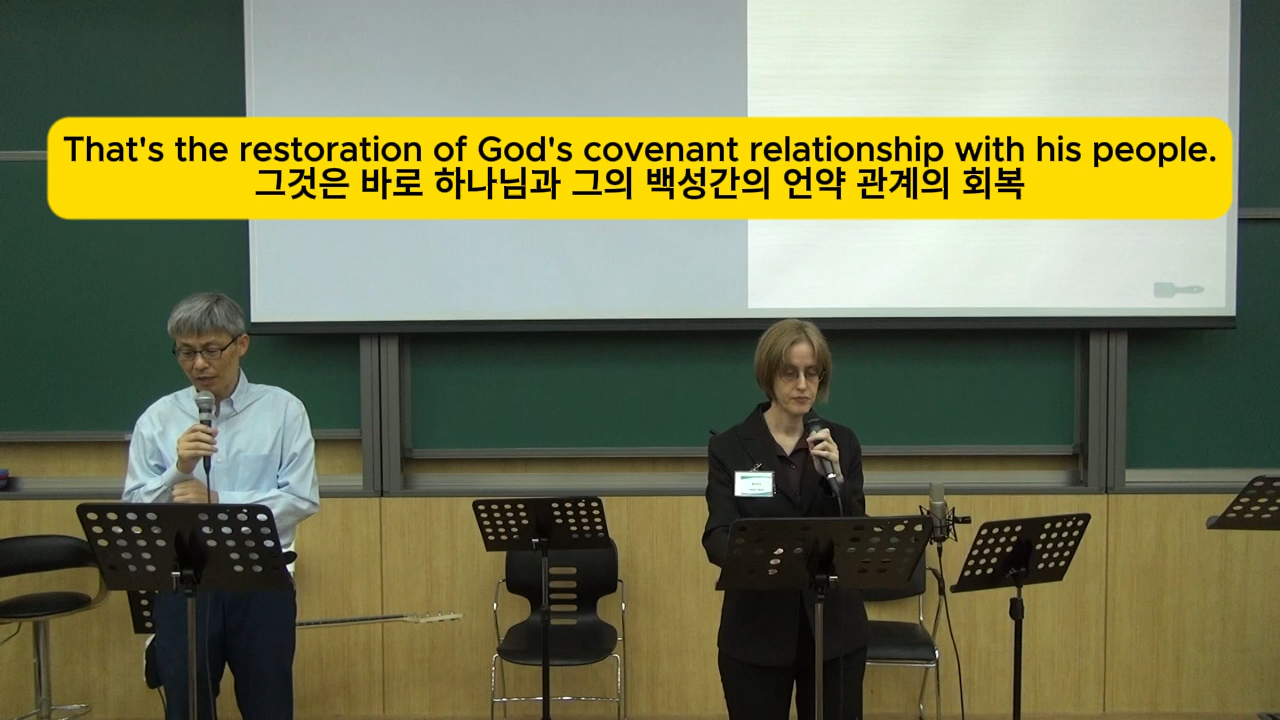 That's the restoration of God's covenant relationship with his people.
그것은 바로 하나님과 그의 백성간의 언약 관계의 회복